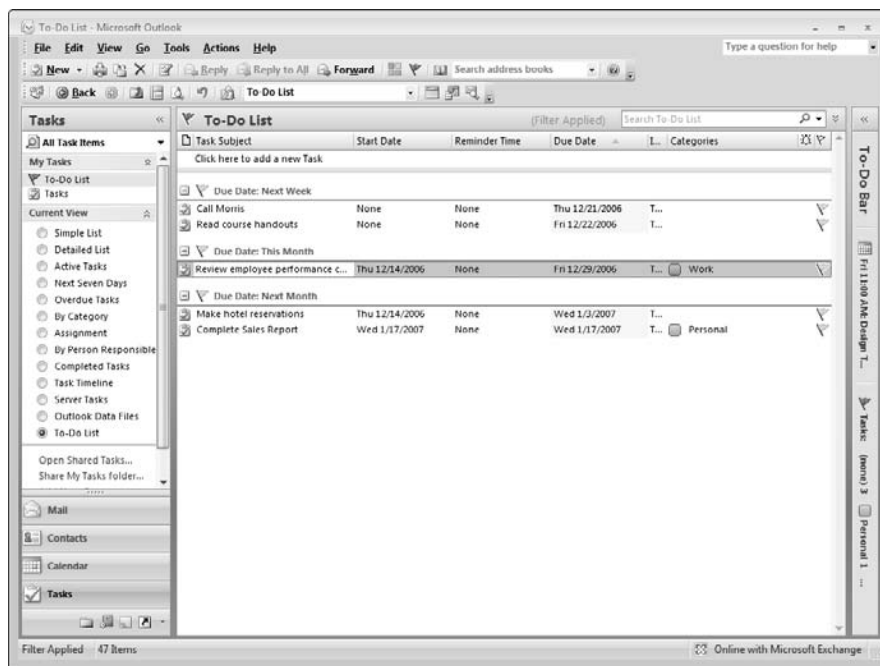 To-Do List - Microsoft Outlook
File Edit View Go Tools Actions Help
Type a question for help
New Reply Reply to All Forward Search address books
Back To-Do List
Tasks
All Task Items
My Tasks
To-Do List
Tasks
Current View
Simple List
Detailed List
Active Tasks
Next Seven Days
Overdue Tasks
By Category
Assignment
By Person Responsible
Completed Tasks
Task Timeline
Server Tasks
Outlook Data Files
To-Do List
Open Shared Tasks...
Share My Tasks folder...
Mail
Contacts
Calendar
Tasks
To-Do List (Filter Applied) Search To-Do List
Task Subject Start Date Reminder Time Due Date I... Categories
Click here to add a new Task
Due Date: Next Week
Call Morris None None Thu 12/21/2006 T...
Read course handouts None None Fri 12/22/2006 T...
Due Date: This Month
Review employee performance c... Thu 12/14/2006 None Fri 12/29/2006 T... Work
Due Date: Next Month
Make hotel reservations Thu 12/14/2006 None Wed 1/3/2007 T...
Complete Sales Report Wed 1/17/2007 None Wed 1/17/2007 T... Personal
To-Do Bar
Fri 11:00 AM: Design T...
Tasks: (none) 3 Personal 1 ...
Filter Applied 47 Items
Online with Microsoft Exchange